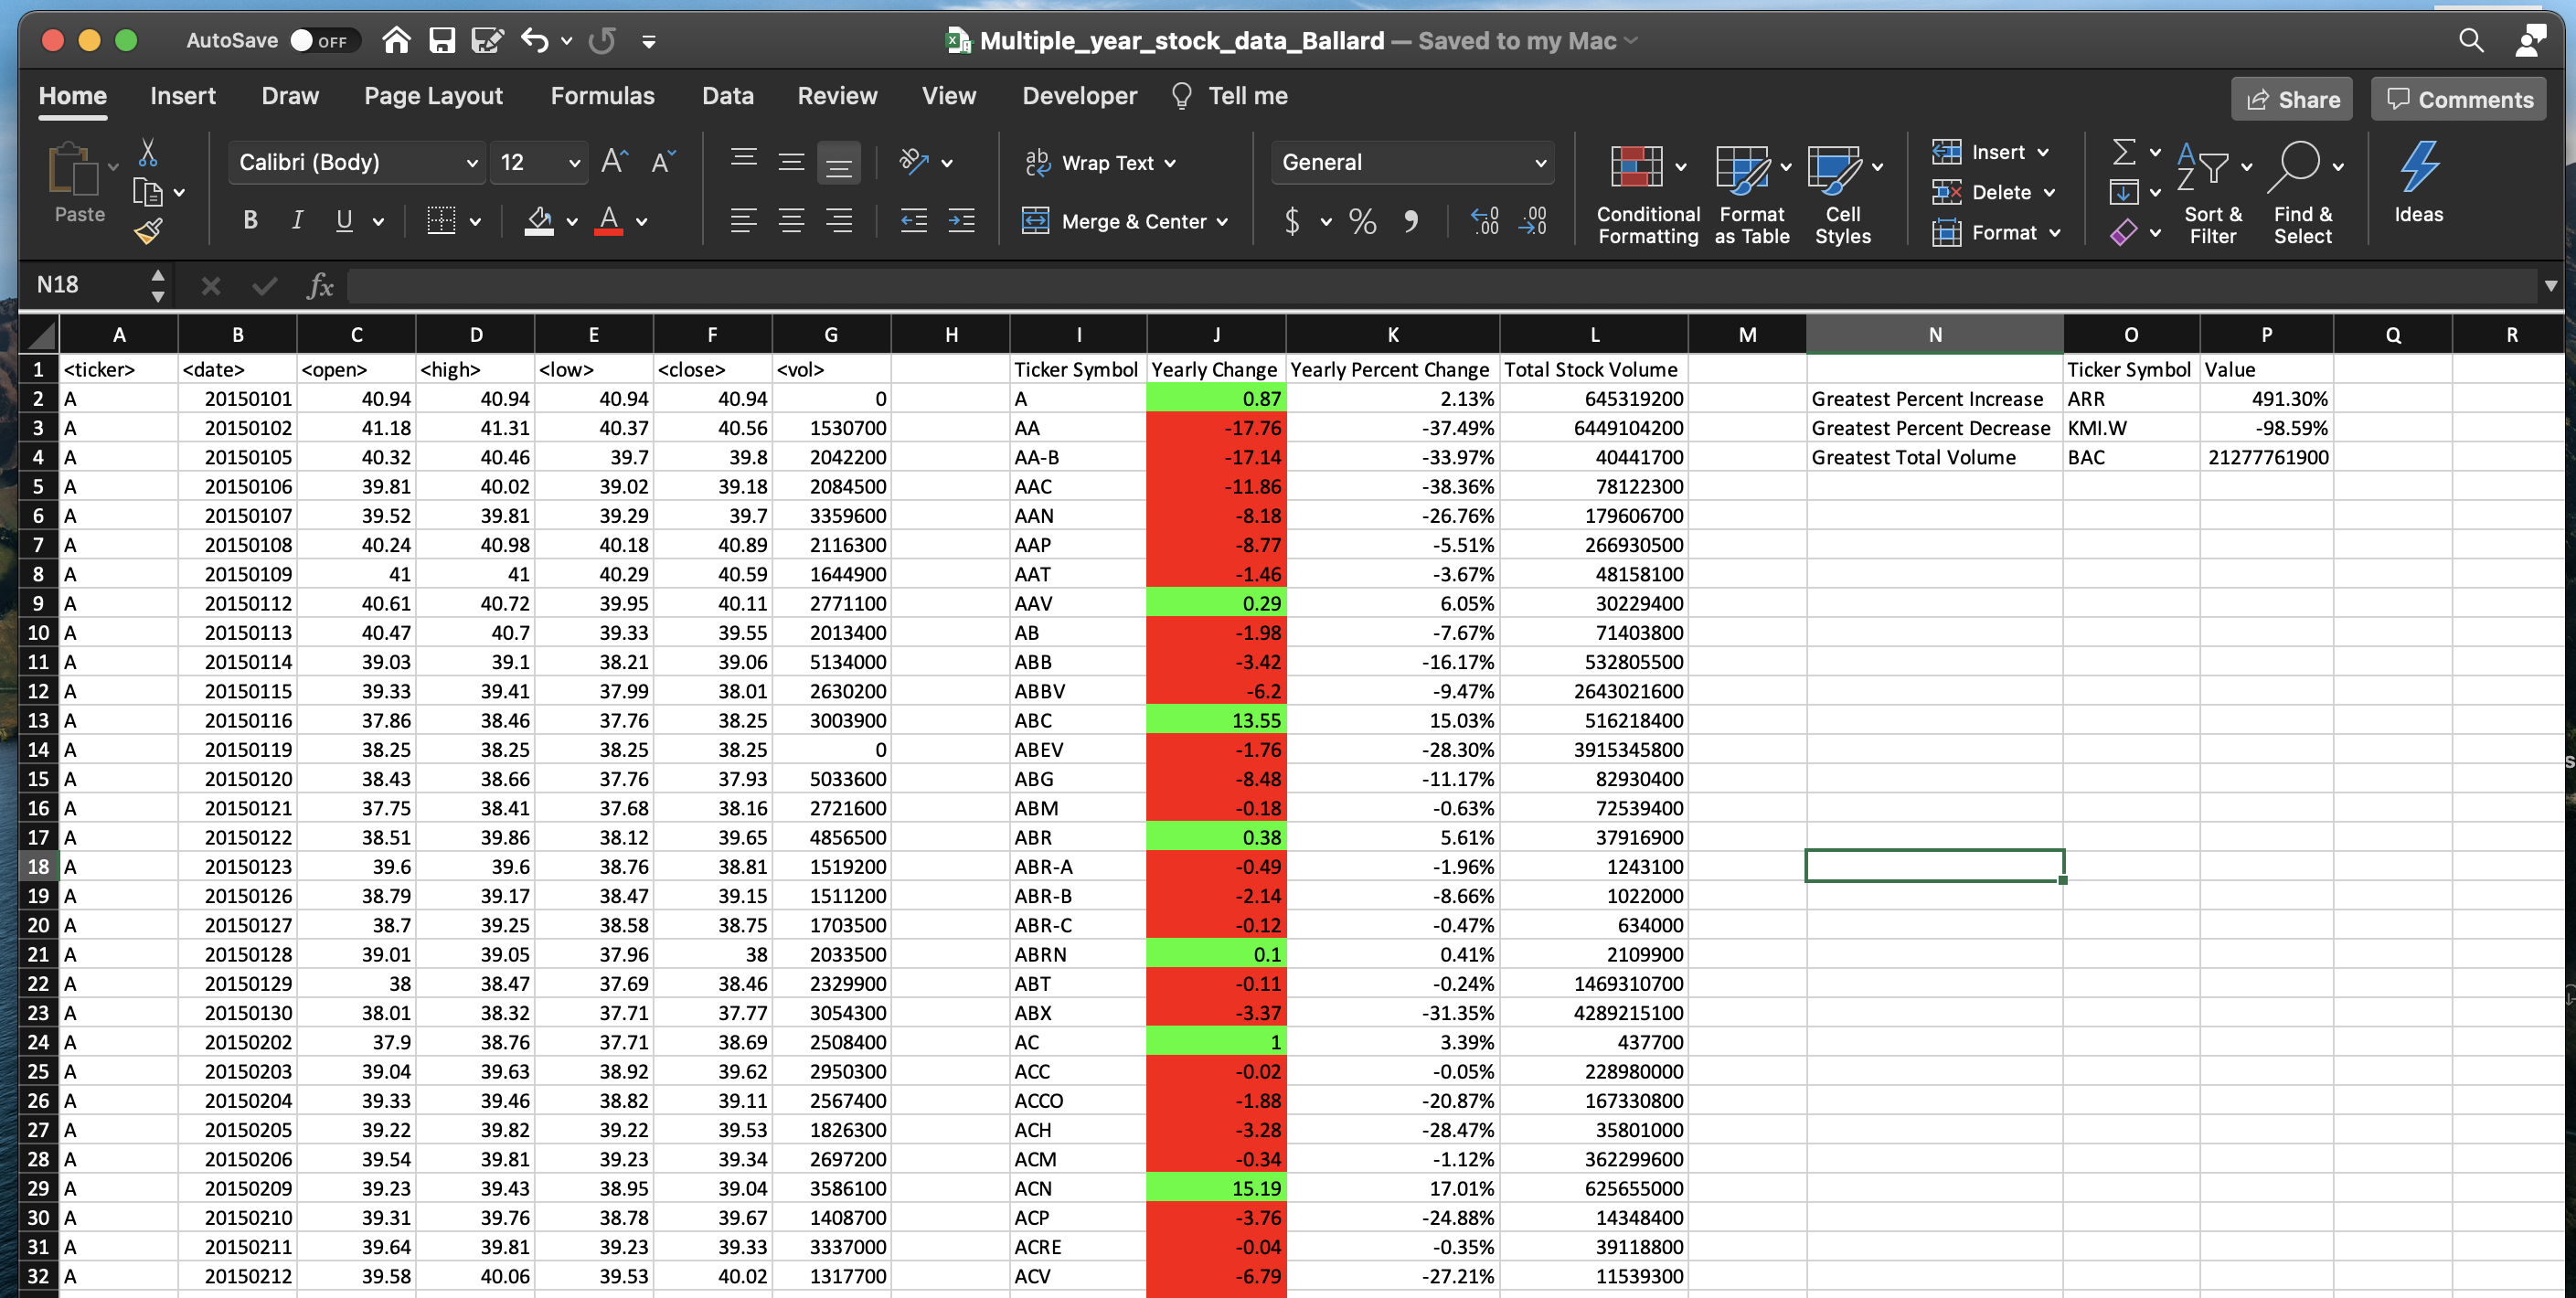 AutoSave OFF Multiple_year_stock_data_Ballard — Saved to my Mac
Home Insert Draw Page Layout Formulas Data Review View Developer Tell me Share Comments
Paste Calibri (Body) 12 Wrap Text General Conditional Formatting Format as Table Cell Styles Insert Delete Format Sort & Filter Find & Select Ideas
B I U A Merge & Center $ % 9
N18 fx
A B C D E F G H I J K L M N O P Q R
1 <ticker> <date> <open> <high> <low> <close> <vol> Ticker Symbol Yearly Change Yearly Percent Change Total Stock Volume Ticker Symbol Value
2 A 20150101 40.94 40.94 40.94 40.94 0 A 0.87 2.13% 645319200 Greatest Percent Increase ARR 491.30%
3 A 20150102 41.18 41.31 40.37 40.56 1530700 AA -17.76 -37.49% 6449104200 Greatest Percent Decrease KMI.W -98.59%
4 A 20150105 40.32 40.46 39.7 39.8 2042200 AA-B -17.14 -33.97% 40441700 Greatest Total Volume BAC 21277761900
5 A 20150106 39.81 40.02 39.02 39.18 2084500 AAC -11.86 -38.36% 78122300
6 A 20150107 39.52 39.81 39.29 39.7 3359600 AAN -8.18 -26.76% 179606700
7 A 20150108 40.24 40.98 40.18 40.89 2116300 AAP -8.77 -5.51% 266930500
8 A 20150109 41 41 40.29 40.59 1644900 AAT -1.46 -3.67% 48158100
9 A 20150112 40.61 40.72 39.95 40.11 2771100 AAV 0.29 6.05% 30229400
10 A 20150113 40.47 40.7 39.33 39.55 2013400 AB -1.98 -7.67% 71403800
11 A 20150114 39.03 39.1 38.21 39.06 5134000 ABB -3.42 -16.17% 532805500
12 A 20150115 39.33 39.41 37.99 38.01 2630200 ABBV -6.2 -9.47% 2643021600
13 A 20150116 37.86 38.46 37.76 38.25 3003900 ABC 13.55 15.03% 516218400
14 A 20150119 38.25 38.25 38.25 38.25 0 ABEV -1.76 -28.30% 3915345800
15 A 20150120 38.43 38.66 37.76 37.93 5033600 ABG -8.48 -11.17% 82930400
16 A 20150121 37.75 38.41 37.68 38.16 2721600 ABM -0.18 -0.63% 72539400
17 A 20150122 38.51 39.86 38.12 39.65 4856500 ABR 0.38 5.61% 37916900
18 A 20150123 39.6 39.6 38.76 38.81 1519200 ABR-A -0.49 -1.96% 1243100
19 A 20150126 38.79 39.17 38.47 39.15 1511200 ABR-B -2.14 -8.66% 1022000
20 A 20150127 38.7 39.25 38.58 38.75 1703500 ABR-C -0.12 -0.47% 634000
21 A 20150128 39.01 39.05 37.96 38 2033500 ABRN 0.1 0.41% 2109900
22 A 20150129 38 38.47 37.69 38.46 2329900 ABT -0.11 -0.24% 1469310700
23 A 20150130 38.01 38.32 37.71 37.77 3054300 ABX -3.37 -31.35% 4289215100
24 A 20150202 37.9 38.76 37.71 38.69 2508400 AC 1 3.39% 437700
25 A 20150203 39.04 39.63 38.92 39.62 2950300 ACC -0.02 -0.05% 228980000
26 A 20150204 39.33 39.46 38.82 39.11 2567400 ACCO -1.88 -20.87% 167330800
27 A 20150205 39.22 39.82 39.22 39.53 1826300 ACH -3.28 -28.47% 35801000
28 A 20150206 39.54 39.81 39.23 39.34 2697200 ACM -0.34 -1.12% 362299600
29 A 20150209 39.23 39.43 38.95 39.04 3586100 ACN 15.19 17.01% 625655000
30 A 20150210 39.31 39.76 38.78 39.67 1408700 ACP -3.76 -24.88% 14348400
31 A 20150211 39.64 39.81 39.23 39.33 3337000 ACRE -0.04 -0.35% 39118800
32 A 20150212 39.58 40.06 39.53 40.02 1317700 ACV -6.79 -27.21% 11539300